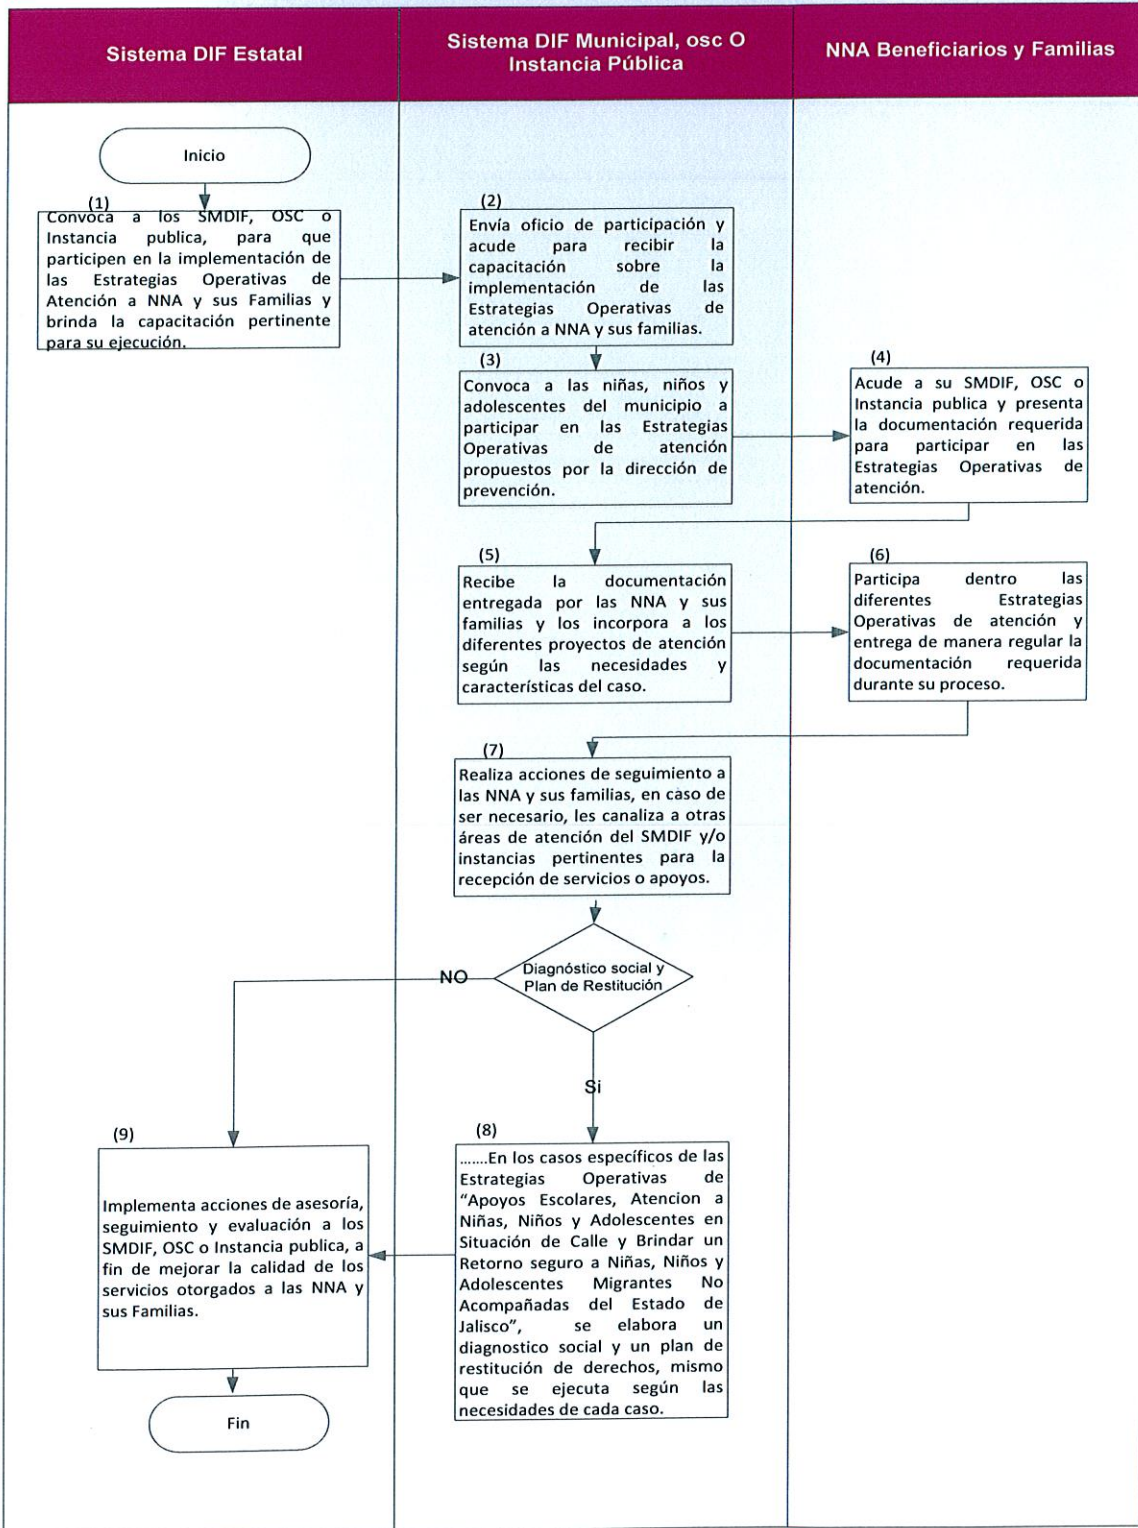 Sistema DIF Estatal
Sistema DIF Municipal, osc O
Instancia Pública
NNA Beneficiarios y Familias
Inicio
(1)
Convoca a los SMDIF, OSC o
Instancia publica, para que
participen en la implementación de
las Estrategias Operativas de
Atención a NNA y sus Familias y
brinda la capacitación pertinente
para su ejecución.
(2)
Envía oficio de participación y
acude para recibir la
capacitación sobre la
implementación de las
Estrategias Operativas de
atención a NNA y sus familias.
(3)
Convoca a las niñas, niños y
adolescentes del municipio a
participar en las Estrategias
Operativas de atención
propuestos por la dirección de
prevención.
(4)
Acude a su SMDIF, OSC o
Instancia publica y presenta
la documentación requerida
para participar en las
Estrategias Operativas de
atención.
(5)
Recibe la documentación
entregada por las NNA y sus
familias y los incorpora a los
diferentes proyectos de atención
según las necesidades y
características del caso.
(6)
Participa dentro las
diferentes Estrategias
Operativas de atención y
entrega de manera regular la
documentación requerida
durante su proceso.
(7)
Realiza acciones de seguimiento a
las NNA y sus familias, en caso de
ser necesario, les canaliza a otras
áreas de atención del SMDIF y/o
instancias pertinentes para la
recepción de servicios o apoyos.
Diagnóstico social y
Plan de Restitución
NO
Si
(8)
.......En los casos específicos de las
Estrategias Operativas de
"Apoyos Escolares, Atencion a
Niñas, Niños y Adolescentes en
Situación de Calle y Brindar un
Retorno seguro a Niñas, Niños y
Adolescentes Migrantes No
Acompañadas del Estado de
Jalisco", se elabora un
diagnostico social y un plan de
restitución de derechos, mismo
que se ejecuta según las
necesidades de cada caso.
(9)
Implementa acciones de asesoría,
seguimiento y evaluación a los
SMDIF, OSC o Instancia publica, a
fin de mejorar la calidad de los
servicios otorgados a las NNA y
sus Familias.
Fin